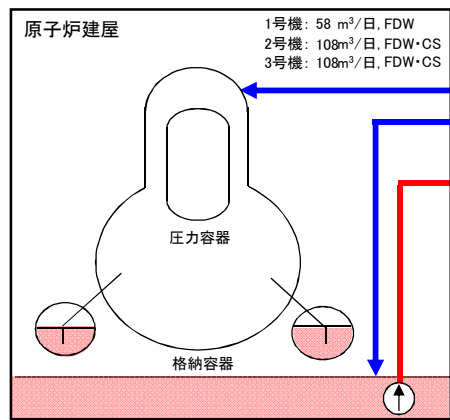 原子炉建屋
1号機: 58 m³/日, FDW
2号機: 108m³/日, FDW・CS
3号機: 108m³/日, FDW・CS
圧力容器
格納容器